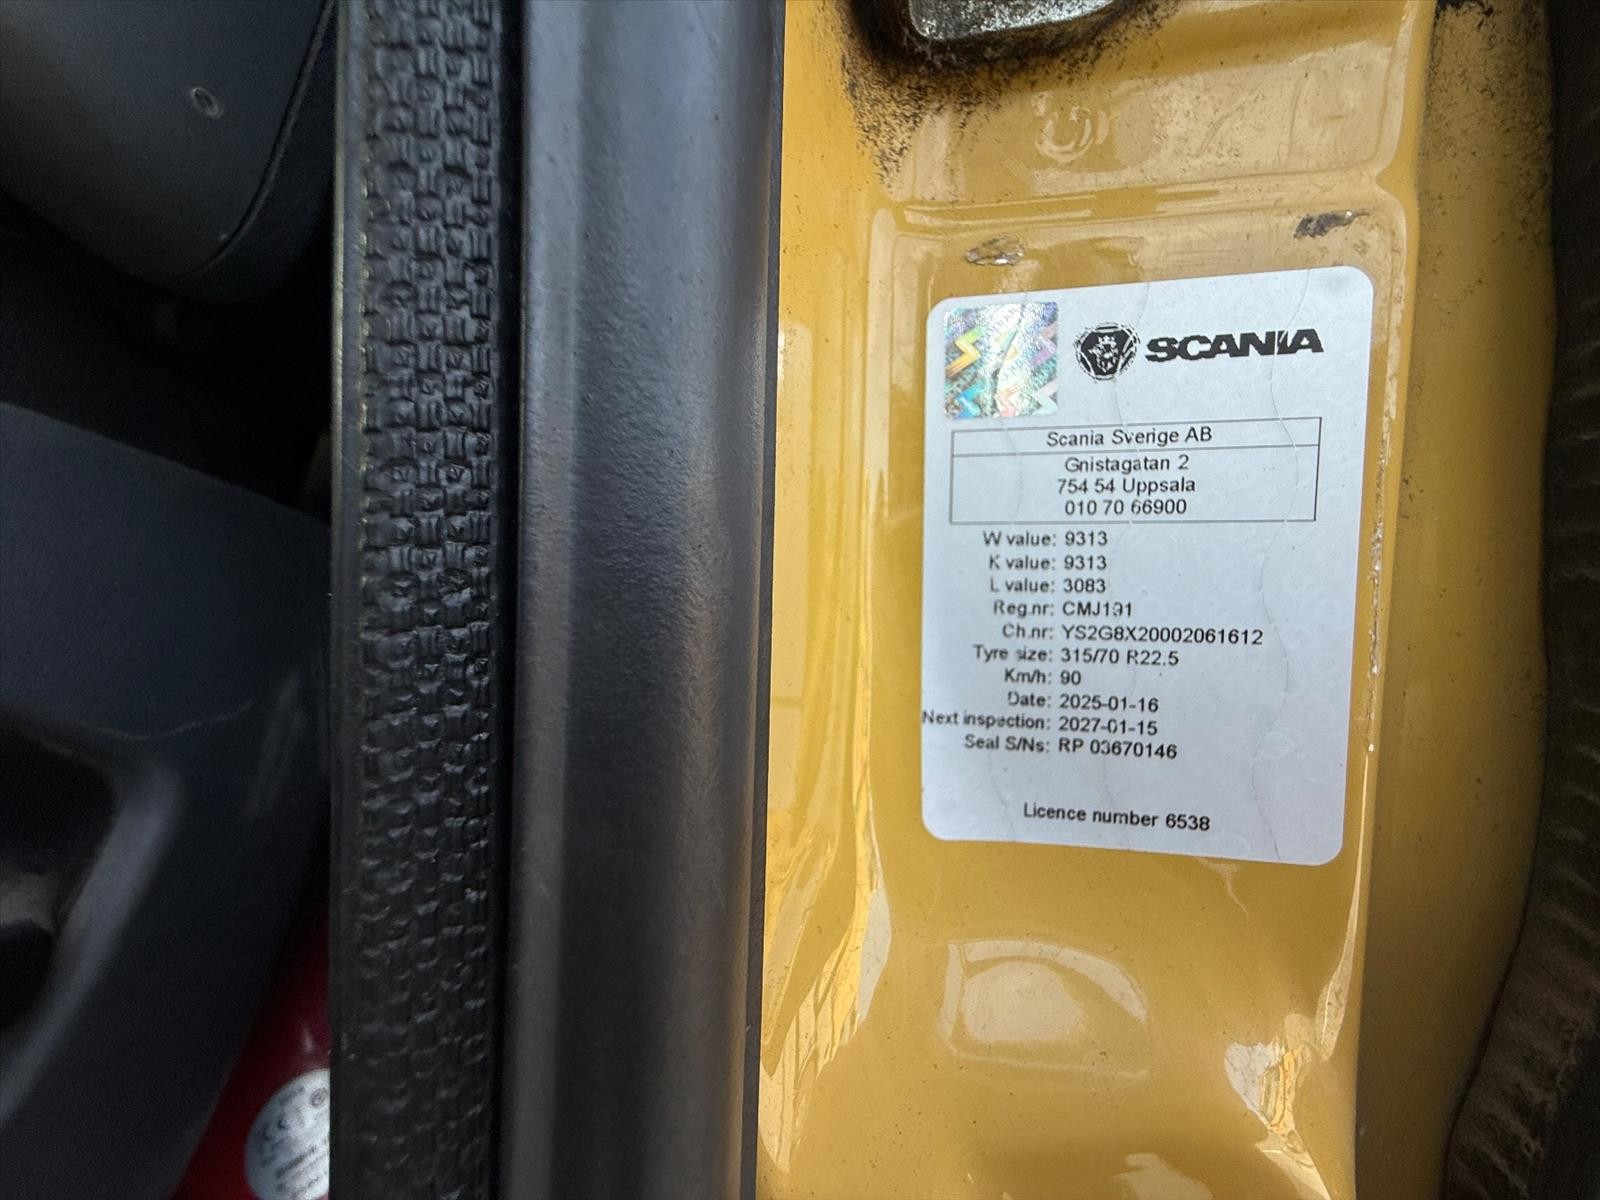 SCANIA
Scania Sverige AB
Gnistagatan 2
754 54 Uppsala
010 70 66900
W value: 9313
K value: 9313
L value: 3083
Reg.nr: CMJ191
Ch.nr: YS2G8X20002061612
Tyre size: 315/70 R22.5
Km/h: 90
Date: 2025-01-16
Next inspection: 2027-01-15
Seal S/Ns: RP 03670146
Licence number 6538